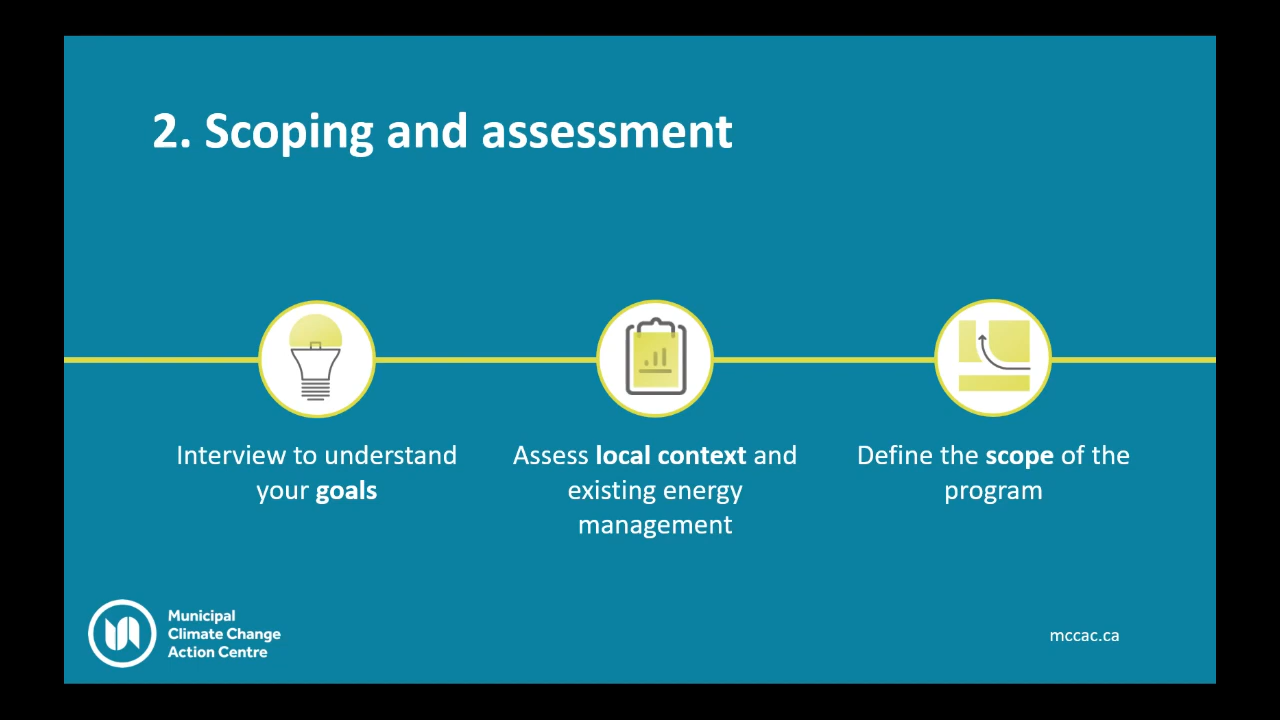 2. Scoping and assessment
Interview to understand
your goals
Assess local context and
existing energy
management
Define the scope of the
program
Municipal
Climate Change
Action Centre
mccac.ca